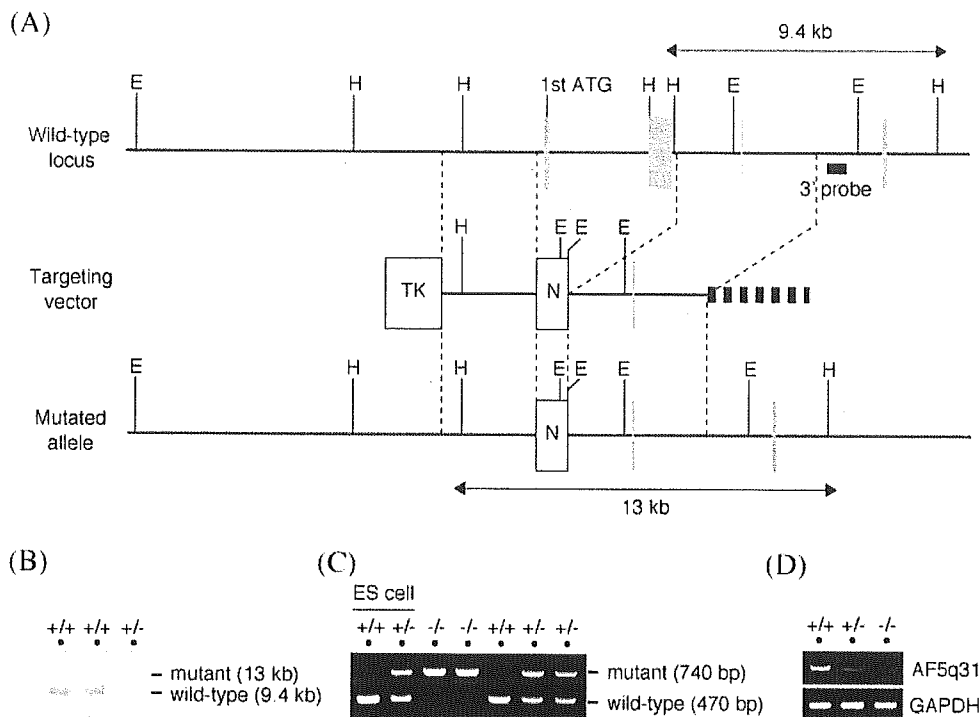 (A)
9.4 kb
E H H 1st ATG H H E E H
Wild-type
locus
3' probe
H E E E
Targeting
vector
TK N
E H H E E E E H
Mutated
allele
N
13 kb
(B) (C) (D)
ES cell
+/+ +/+ +/- +/+ +/- -/- -/- +/+ +/- +/- +/+ +/- -/-
mutant (13 kb) mutant (740 bp) AF5q31
wild-type (9.4 kb) wild-type (470 bp) GAPDH